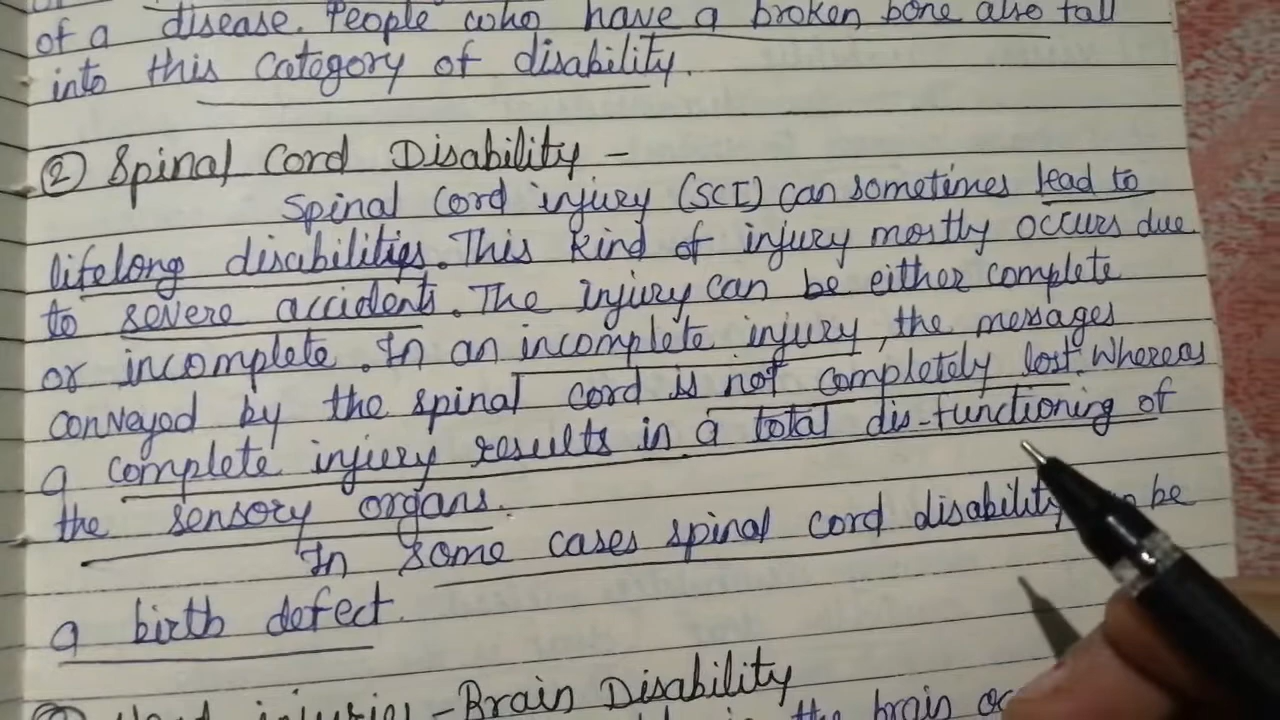 of a disease. People who have a broken bone also fall
into this category of disability.
② Spinal Cord Disability -
Spinal cord injury (SCI) can sometimes lead to
lifelong disabilities. This kind of injury mostly occurs due
to severe accidents. The injury can be either complete
or incomplete. In an incomplete injury, the messages
conveyed by the spinal cord is not completely lost. Whereas
a complete injury results in a total dis-functioning of
the sensory organs.
In some cases spinal cord disability be
a birth defect.
injuries - Brain Disability
the brain